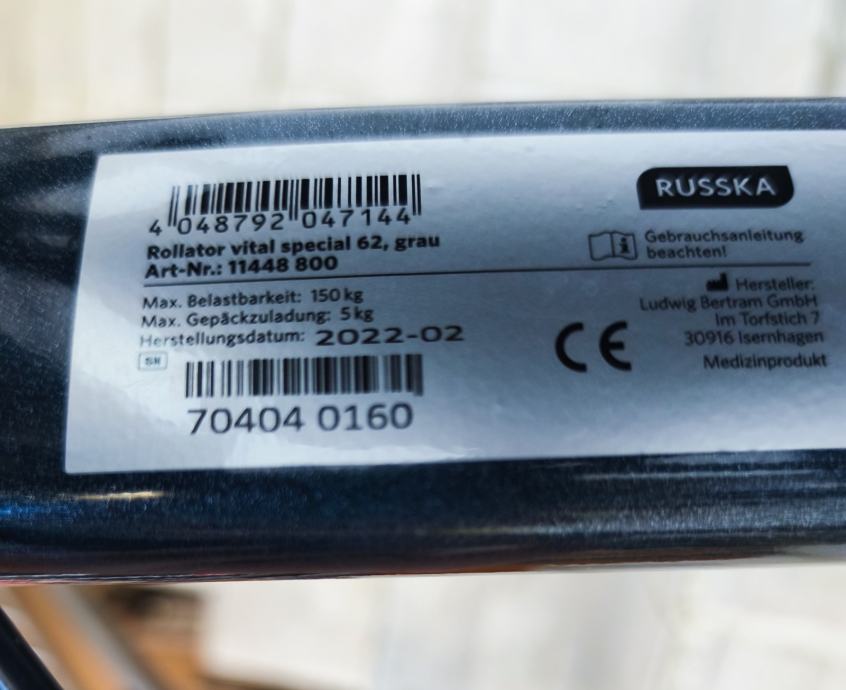 4 048792 047144
Rollator vital special 62, grau
Art-Nr.: 11448 800
Max. Belastbarkeit: 150 kg
Max. Gepäckzuladung: 5 kg
Herstellungsdatum: 2022-02
SN
70404 0160
RUSSKA
Gebrauchsanleitung
beachten!
Hersteller:
Ludwig Bertram GmbH
Im Torfstich 7
30916 Isernhagen
CE
Medizinprodukt